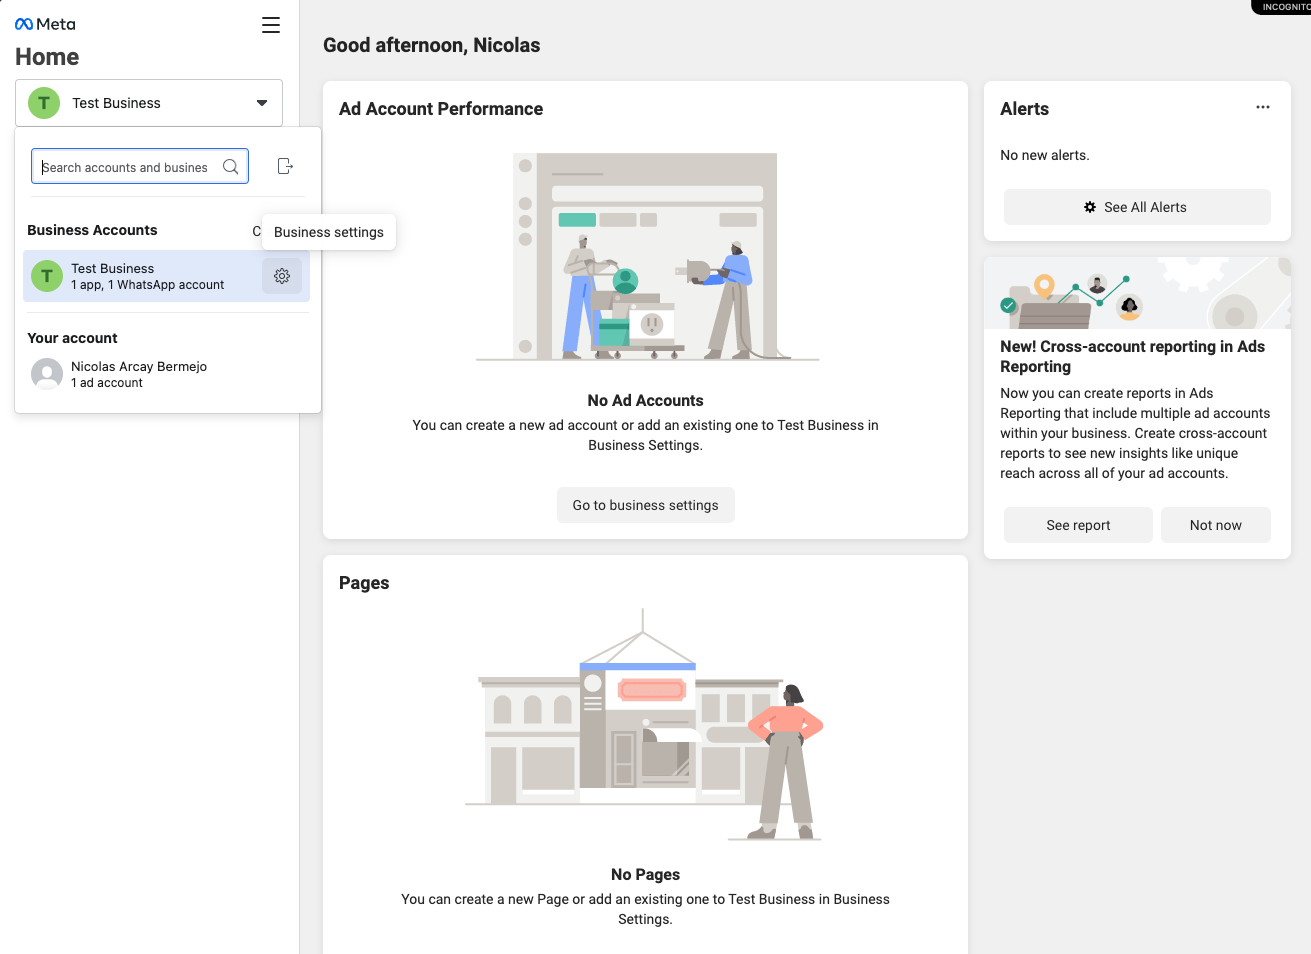 INCOGNITO
Meta
Home
T
Test Business
Search accounts and busines
Business Accounts
C
Business settings
T
Test Business
1 app, 1 WhatsApp account
Your account
Nicolas Arcay Bermejo
1 ad account
Good afternoon, Nicolas
Ad Account Performance
No Ad Accounts
You can create a new ad account or add an existing one to Test Business in
Business Settings.
Go to business settings
Pages
No Pages
You can create a new Page or add an existing one to Test Business in Business
Settings.
Alerts
No new alerts.
See All Alerts
New! Cross-account reporting in Ads
Reporting
Now you can create reports in Ads
Reporting that include multiple ad accounts
within your business. Create cross-account
reports to see new insights like unique
reach across all of your ad accounts.
See report
Not now